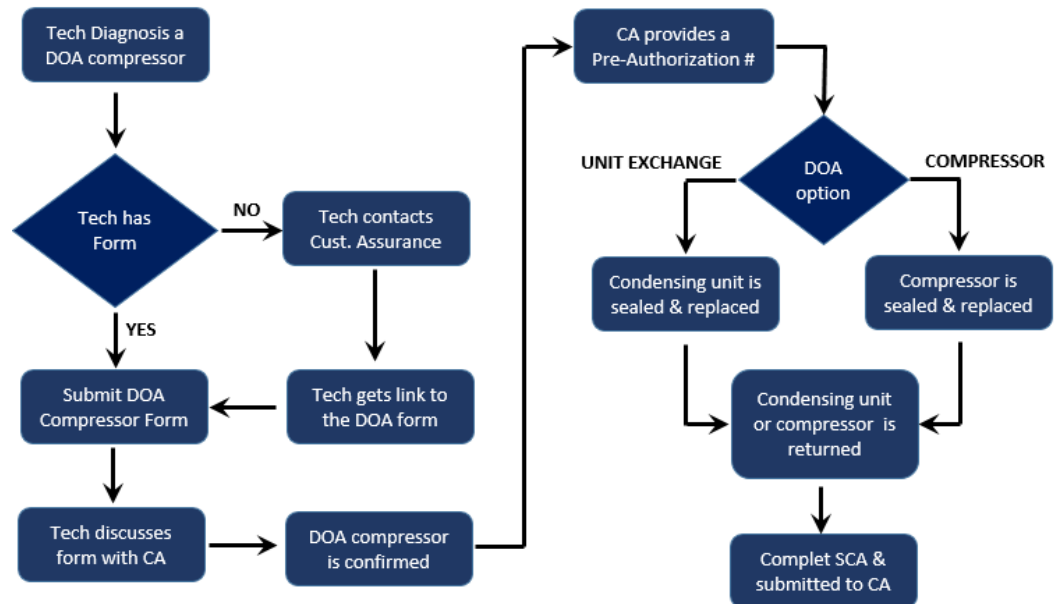 Tech Diagnosis a
DOA compressor
Tech has
Form
NO
Tech contacts
Cust. Assurance
YES
Submit DOA
Compressor Form
Tech gets link to
the DOA form
Tech discusses
form with CA
DOA compressor
is confirmed
CA provides a
Pre-Authorization #
DOA
option
UNIT EXCHANGE
COMPRESSOR
Condensing unit is
sealed & replaced
Compressor is
sealed & replaced
Condensing unit
or compressor is
returned
Complet SCA &
submitted to CA